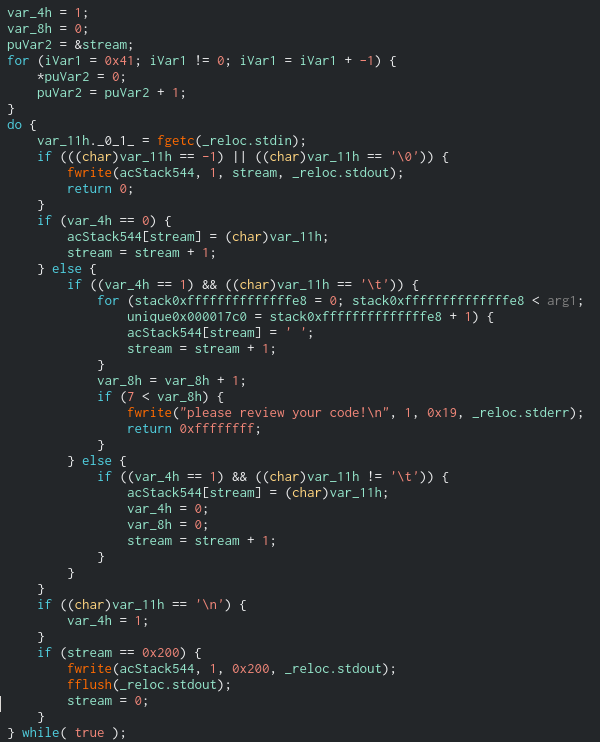 var_4h = 1;
var_8h = 0;
puVar2 = &stream;
for (iVar1 = 0x41; iVar1 != 0; iVar1 = iVar1 + -1) {
    *puVar2 = 0;
    puVar2 = puVar2 + 1;
}
do {
    var_11h._0_1_ = fgetc(_reloc.stdin);
    if (((char)var_11h == -1) || ((char)var_11h == '\0')) {
        fwrite(acStack544, 1, stream, _reloc.stdout);
        return 0;
    }
    if (var_4h == 0) {
        acStack544[stream] = (char)var_11h;
        stream = stream + 1;
    } else {
        if ((var_4h == 1) && ((char)var_11h == '\t')) {
            for (stack0xffffffffffffffe8 = 0; stack0xffffffffffffffe8 < arg1;
                unique0x000017c0 = stack0xffffffffffffffe8 + 1) {
                acStack544[stream] = ' ';
                stream = stream + 1;
            }
            var_8h = var_8h + 1;
            if (7 < var_8h) {
                fwrite("please review your code!\n", 1, 0x19, _reloc.stderr);
                return 0xffffffff;
            }
        } else {
            if ((var_4h == 1) && ((char)var_11h != '\t')) {
                acStack544[stream] = (char)var_11h;
                var_4h = 0;
                var_8h = 0;
                stream = stream + 1;
            }
        }
    }
    if ((char)var_11h == '\n') {
        var_4h = 1;
    }
    if (stream == 0x200) {
        fwrite(acStack544, 1, 0x200, _reloc.stdout);
        fflush(_reloc.stdout);
        stream = 0;
    }
} while( true );